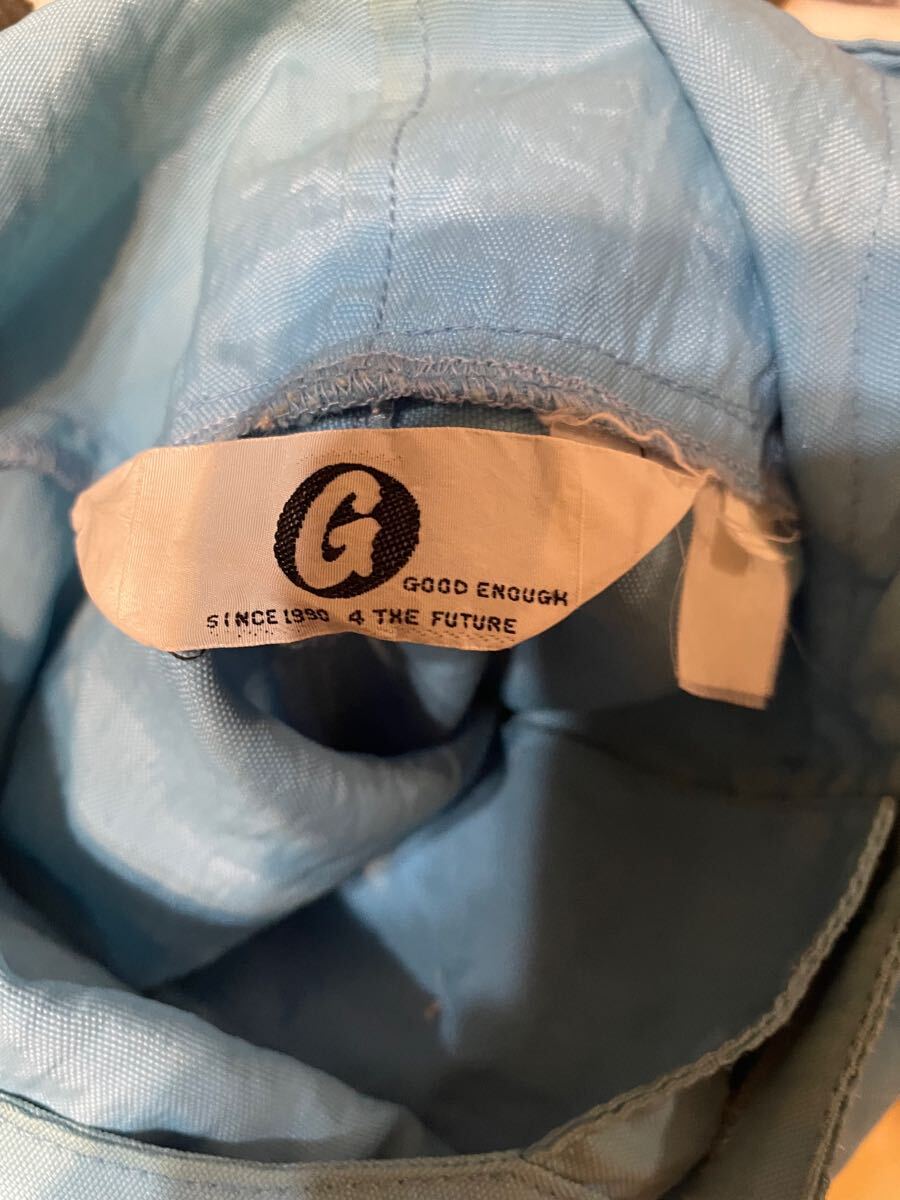 G
GOOD ENOUGH
SINCE 1990 4 THE FUTURE